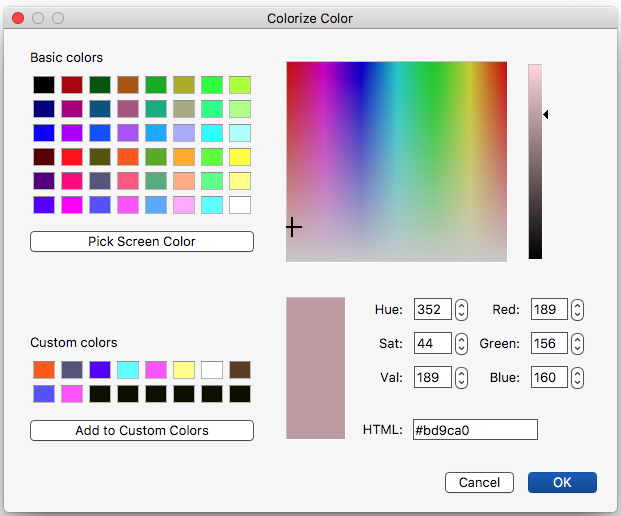 Colorize Color
Basic colors
Pick Screen Color
Custom colors
Add to Custom Colors
Hue: 352 Red: 189
Sat: 44 Green: 156
Val: 189 Blue: 160
HTML: #bd9ca0
Cancel OK